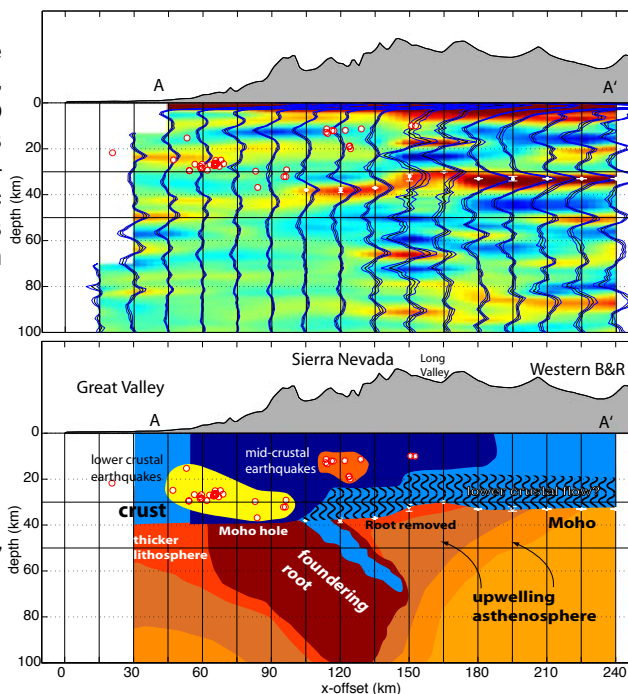 A
A'
0
20
40
60
80
100
depth (km)
Sierra Nevada
Long
Valley
Western B&R
Great Valley
A
A'
0
20
40
60
80
100
depth (km)
lower crustal
earthquakes
mid-crustal
earthquakes
crust
lower crustal flow?
Moho hole
Root removed
Moho
thicker
lithosphere
foundering
root
upwelling
asthenosphere
0
30
60
90
120
150
180
210
240
x-offset (km)